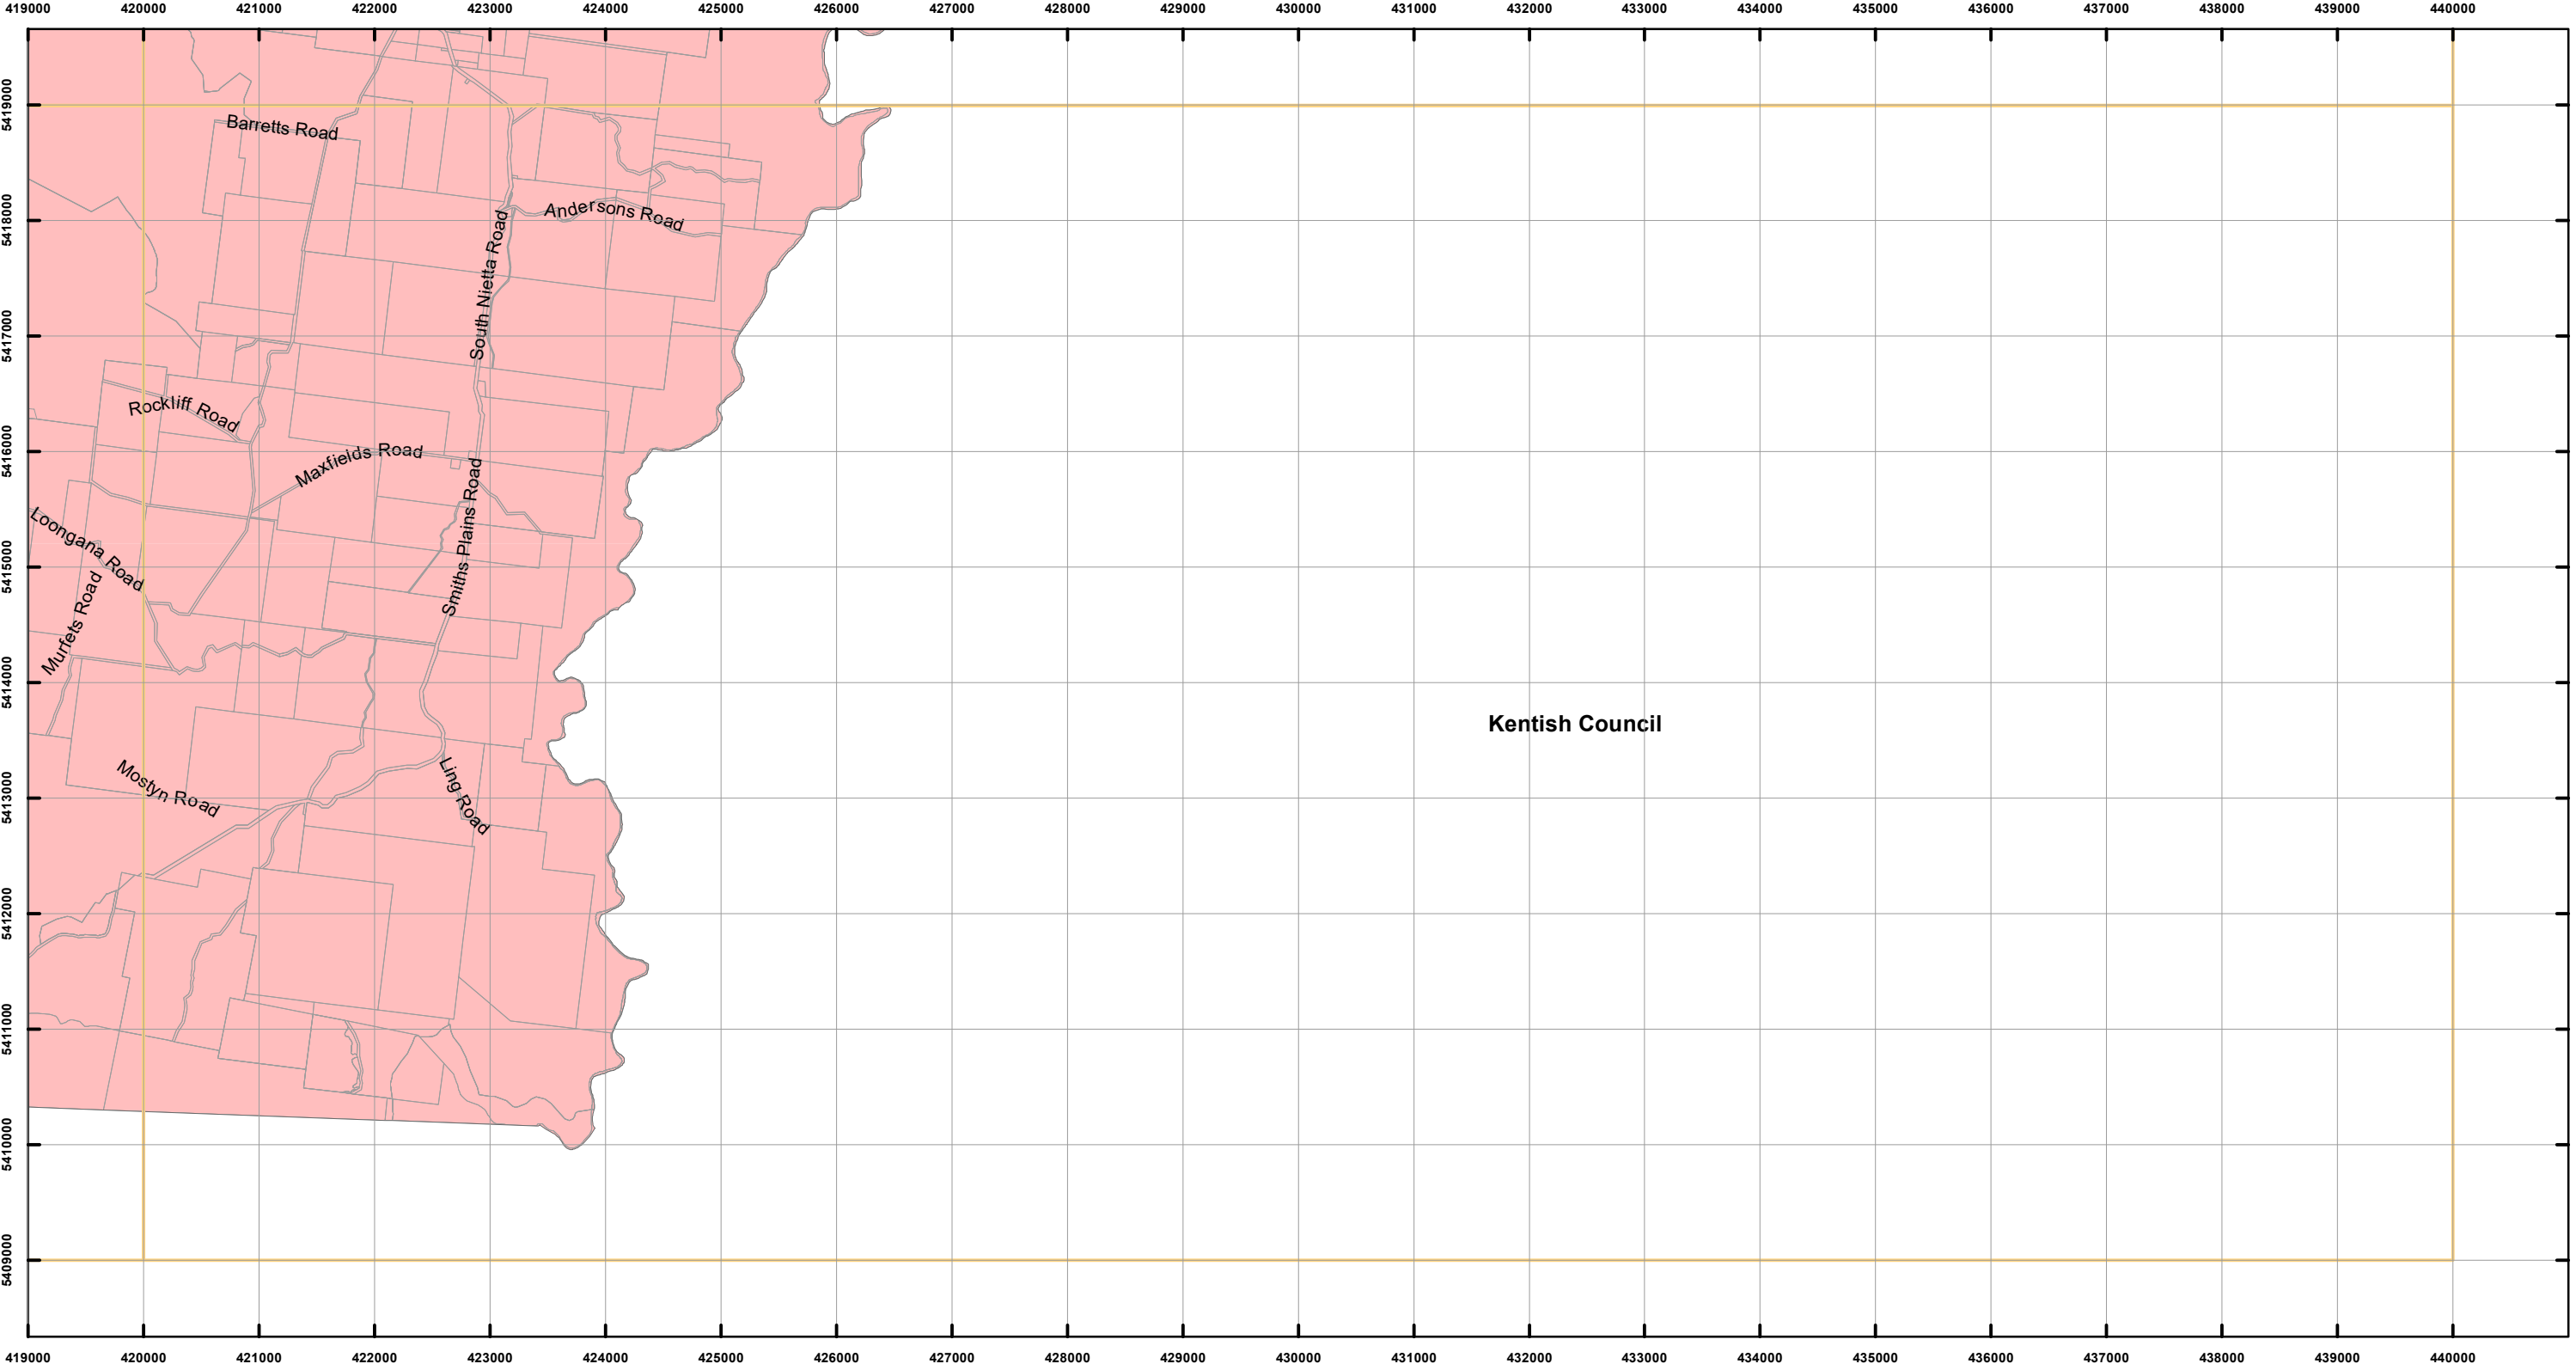 419000 420000 421000 422000 423000 424000 425000 426000 427000 428000 429000 430000 431000 432000 433000 434000 435000 436000 437000 438000 439000 440000
5419000
Barretts Road
Andersons Road
5418000
South Nietta Road
5417000
Rockliff Road
5416000
Maxfields Road
Smiths Plains Road
Loongana Road
5415000
Murfets Road
5414000
Kentish Council
Mostyn Road
Ling Road
5413000
5412000
5411000
5410000
5409000
419000 420000 421000 422000 423000 424000 425000 426000 427000 428000 429000 430000 431000 432000 433000 434000 435000 436000 437000 438000 439000 440000